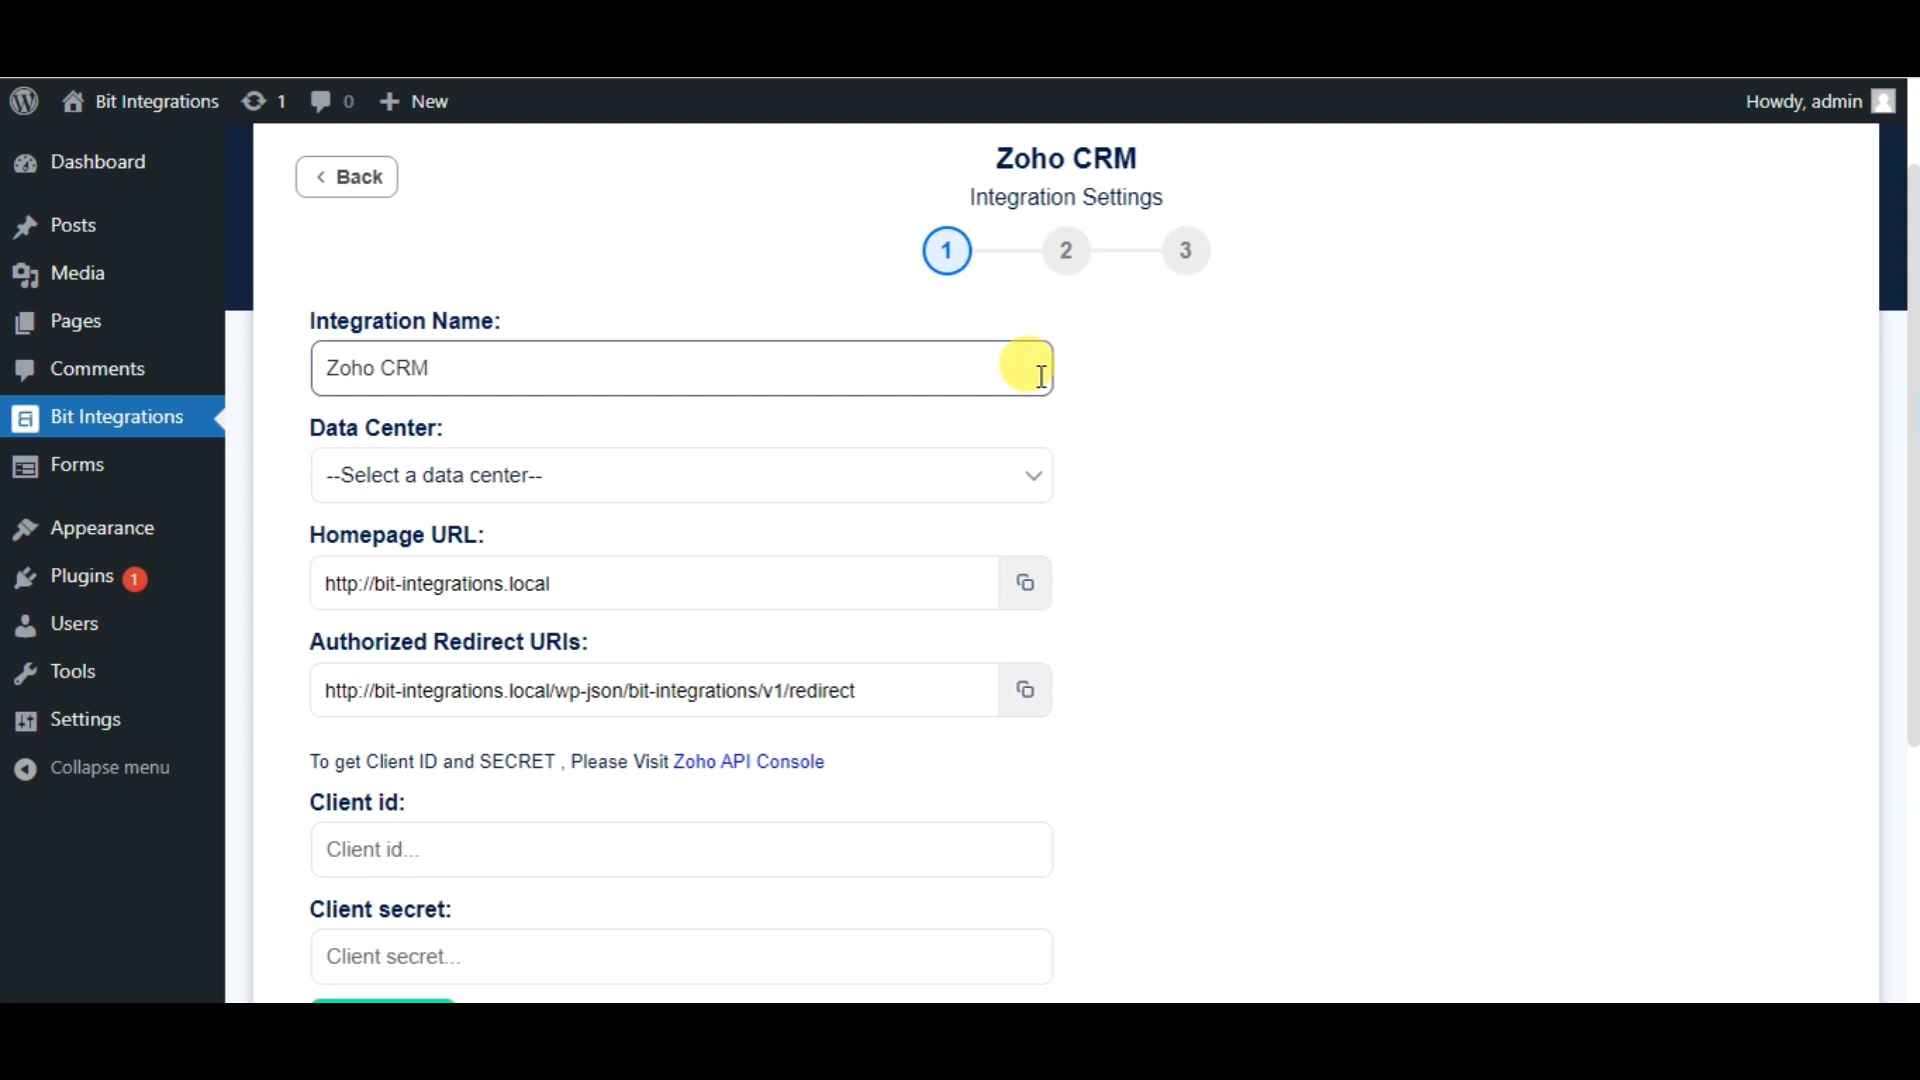 Bit Integrations 1 0 New Howdy, admin
Dashboard
Posts
Media
Pages
Comments
Bit Integrations
Forms
Appearance
Plugins 1
Users
Tools
Settings
Collapse menu
Back
Zoho CRM
Integration Settings
1 2 3
Integration Name:
Zoho CRM
Data Center:
--Select a data center--
Homepage URL:
http://bit-integrations.local
Authorized Redirect URIs:
http://bit-integrations.local/wp-json/bit-integrations/v1/redirect
To get Client ID and SECRET , Please Visit Zoho API Console
Client id:
Client id...
Client secret:
Client secret...